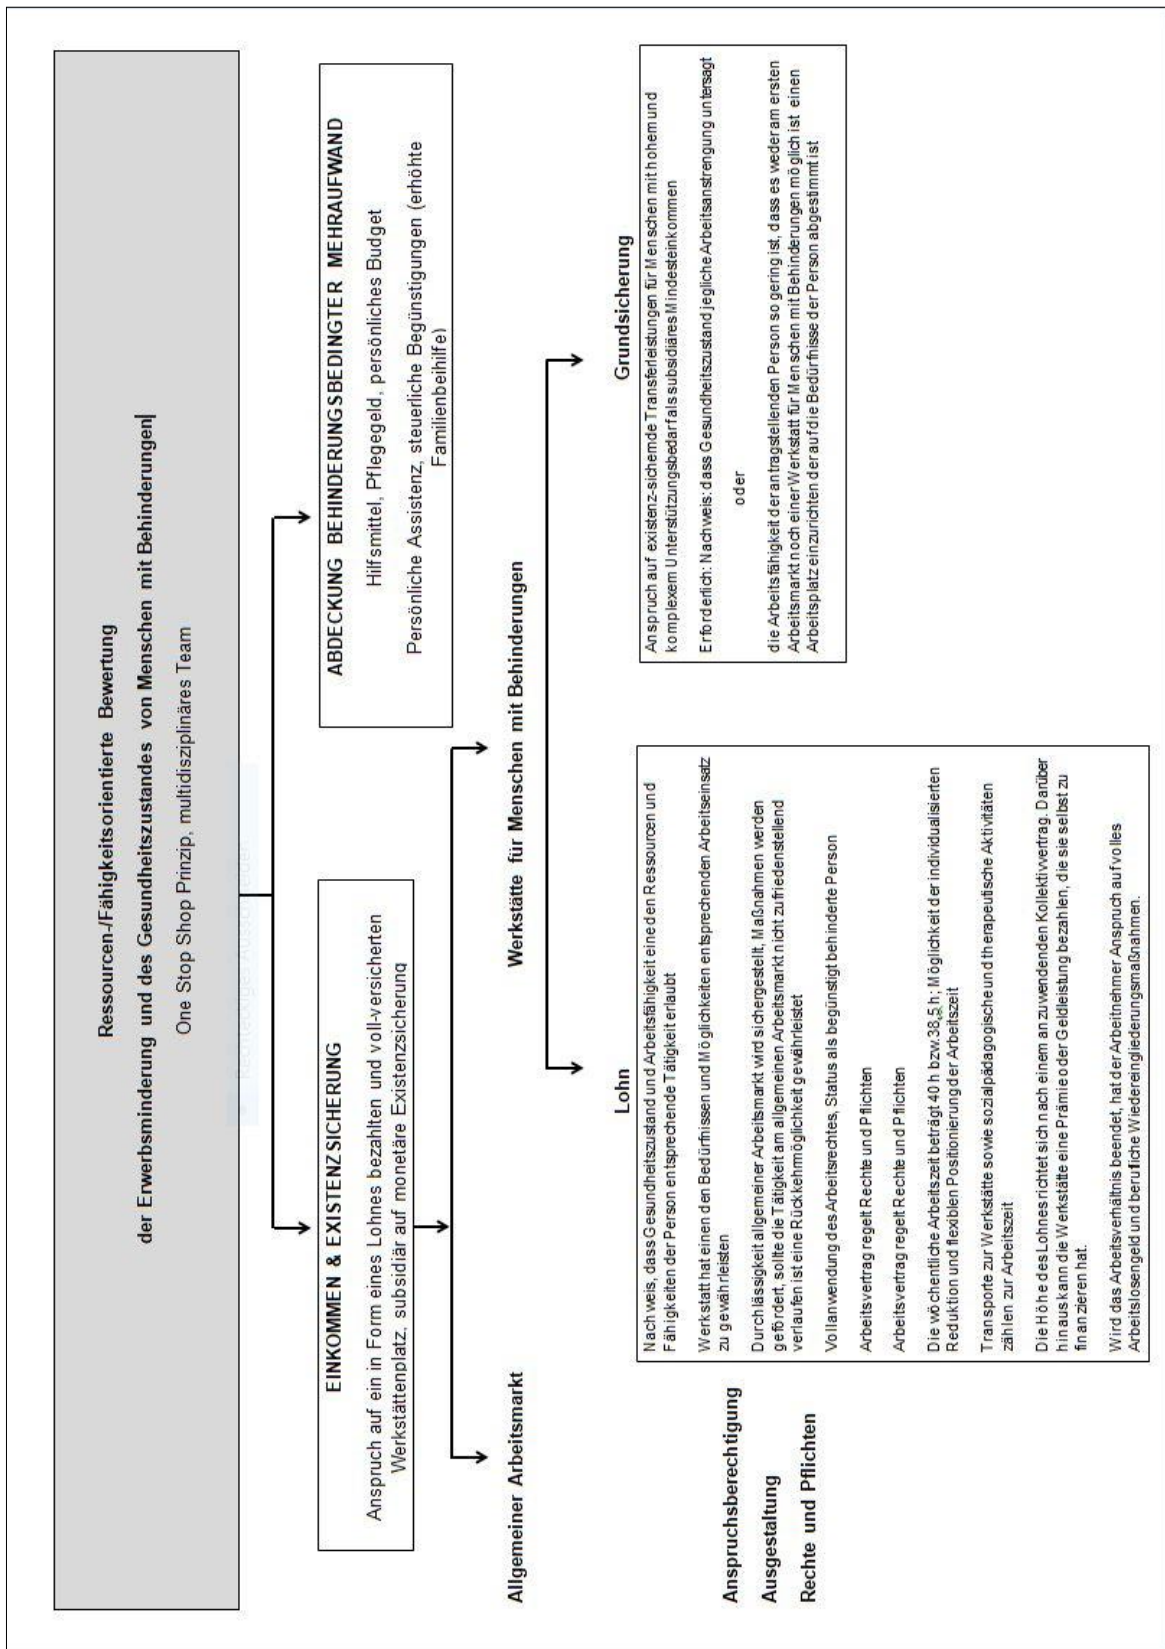 Ressourcen-/Fähigkeitsorientierte Bewertung
der Erwerbsminderung und des Gesundheitszustandes von Menschen mit Behinderungen
One Stop Shop Prinzip, multidisziplinäres Team
EINKOMMEN & EXISTENZSICHERUNG
Anspruch auf ein in Form eines Lohnes bezahlten und voll-versicherten
Werkstättenplatz, subsidiär auf monetäre Existenzsicherung
ABDECKUNG BEHINDERUNGSBEDINGTER MEHRAUFWAND
Hilfsmittel, Pflegegeld, persönliches Budget
Persönliche Assistenz, steuerliche Begünstigungen (erhöhte
Familienbeihilfe)
Allgemeiner Arbeitsmarkt
Werkstätte für Menschen mit Behinderungen
Anspruchsberechtigung
Ausgestaltung
Rechte und Pflichten
Lohn
Nachweis, dass Gesundheitszustand und Arbeitsfähigkeit eine den Ressourcen und
Fähigkeiten der Person entsprechende Tätigkeit erlaubt
Werkstatt hat einen den Bedürfnissen und Möglichkeiten entsprechenden Arbeitseinsatz
zu gewährleisten
Durchlässigkeit allgemeiner Arbeitsmarkt wird sichergestellt, Maßnahmen werden
gefördert, sollte die Tätigkeit am allgemeinen Arbeitsmarkt nicht zufriedenstellend
verlaufen ist eine Rückkehrmöglichkeit gewährleistet
Vollanwendung des Arbeitsrechtes, Status als begünstigt behinderte Person
Arbeitsvertrag regelt Rechte und Pflichten
Arbeitsvertrag regelt Rechte und Pflichten
Die wöchentliche Arbeitszeit beträgt 40 h bzw. 38,5 h; Möglichkeit der individualisierten
Reduktion und flexiblen Positionierung der Arbeitszeit
Transporte zur Werkstätte sowie sozialpädagogische und therapeutische Aktivitäten
zählen zur Arbeitszeit
Die Höhe des Lohnes richtet sich nach einem anzuwendenden Kollektivvertrag. Darüber
hinaus kann die Werkstätte eine Prämie oder Geldleistung bezahlen, die sie selbst zu
finanzieren hat.
Wird das Arbeitsverhältnis beendet, hat der Arbeitnehmer Anspruch auf volles
Arbeitslosengeld und berufliche Wiedereingliederungsmaßnahmen.
Grundsicherung
Anspruch auf existenz-sichernde Transferleistungen für Menschen mit hohem und
komplexem Unterstützungsbedarf als subsidiäres Mindesteinkommen
Erforderlich: Nachweis: dass Gesundheitszustand jegliche Arbeitsanstrengung untersagt
oder
die Arbeitsfähigkeit der antragstellenden Person so gering ist, dass es weder am ersten
Arbeitsmarkt noch einer Werkstatt für Menschen mit Behinderungen möglich ist einen
Arbeitsplatz einzurichten der auf die Bedürfnisse der Person abgestimmt ist